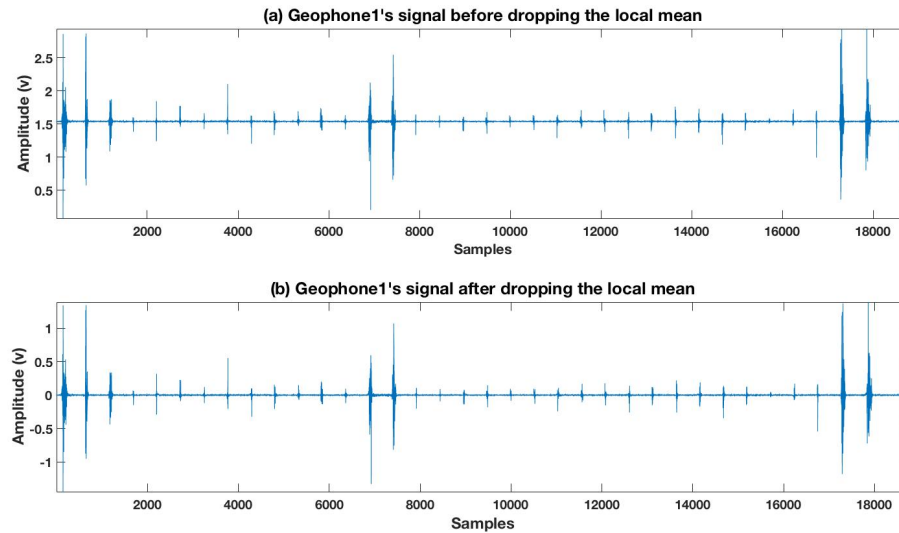 (a) Geophone1's signal before dropping the local mean
Amplitude (v)
2.5
2
1.5
1
0.5
2000 4000 6000 8000 10000 12000 14000 16000 18000
Samples
(b) Geophone1's signal after dropping the local mean
Amplitude (v)
1
0.5
0
-0.5
-1
2000 4000 6000 8000 10000 12000 14000 16000 18000
Samples